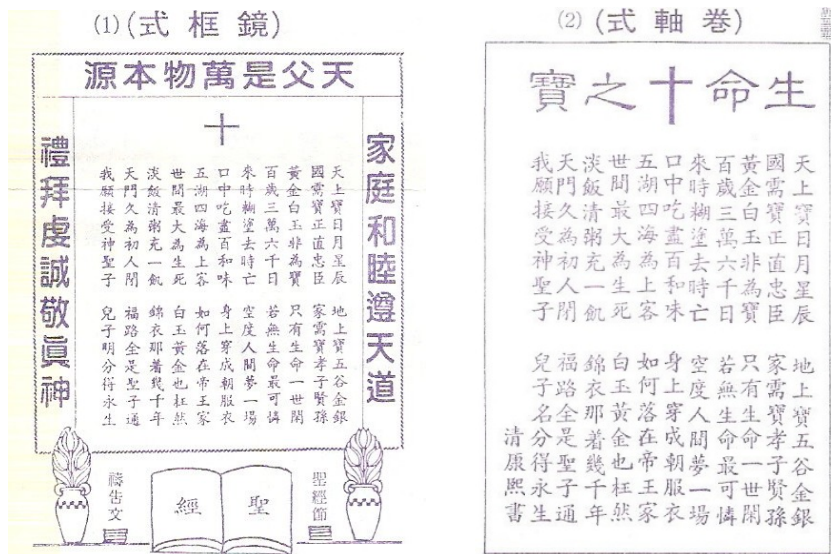 (1) (鏡框式)
天父是萬物本源
十
家庭和睦遵天道
天上寶日月星辰 地上寶五谷金銀
國需寶正直忠臣 家需寶孝子賢孫
黃金白玉非為寶 只有生命一世閑
百歲三萬六千日 若無生命最可憐
來時糊塗去時亡 空度人間夢一場
口中吃盡百和味 身上穿成朝服衣
五湖四海為上客 如何落在帝王家
世間最大為生死 白玉黃金也枉然
淡飯清粥充一飢 錦衣那着幾千年
天門久為初人閉 福路全是聖子通
我願接受神聖子 兒子明分得永生
禮拜虔誠敬眞神
聖經節
聖經
禱告文
(2) (卷軸式)
生命十之寶
天上寶日月星辰 地上寶五谷金銀
國需寶正直忠臣 家需寶孝子賢孫
黃金白玉非為寶 只有生命一世閑
百歲三萬六千日 若無生命最可憐
來時糊塗去時亡 空度人間夢一場
口中吃盡百和味 身上穿成朝服衣
五湖四海為上客 如何落在帝王家
世間最大為生死 白玉黃金也枉然
淡飯清粥充一飢 錦衣那着幾千年
天門久為初人閉 福路全是聖子通
我願接受神聖子 兒子名分得永生
清康熙書